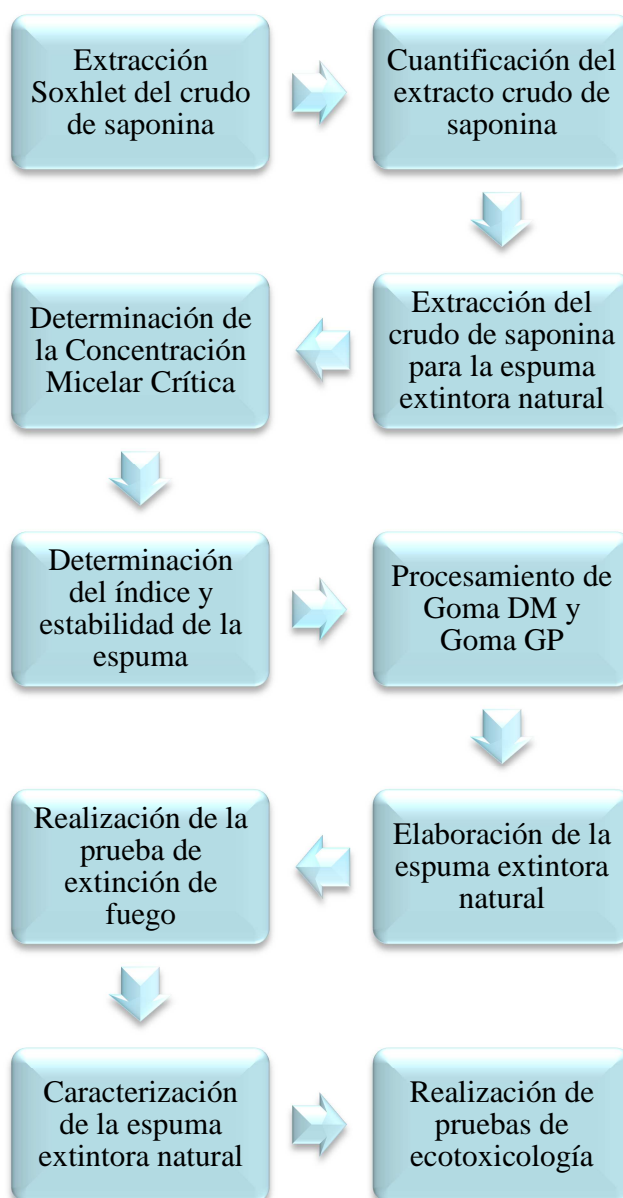 Extracción
Soxhlet del crudo
de saponina
Cuantificación del
extracto crudo de
saponina
Extracción del
crudo de saponina
para la espuma
extintora natural
Determinación de
la Concentración
Micelar Crítica
Determinación
del índice y
estabilidad de la
espuma
Procesamiento de
Goma DM y
Goma GP
Elaboración de la
espuma extintora
natural
Realización de la
prueba de
extinción de
fuego
Caracterización
de la espuma
extintora natural
Realización de
pruebas de
ecotoxicología